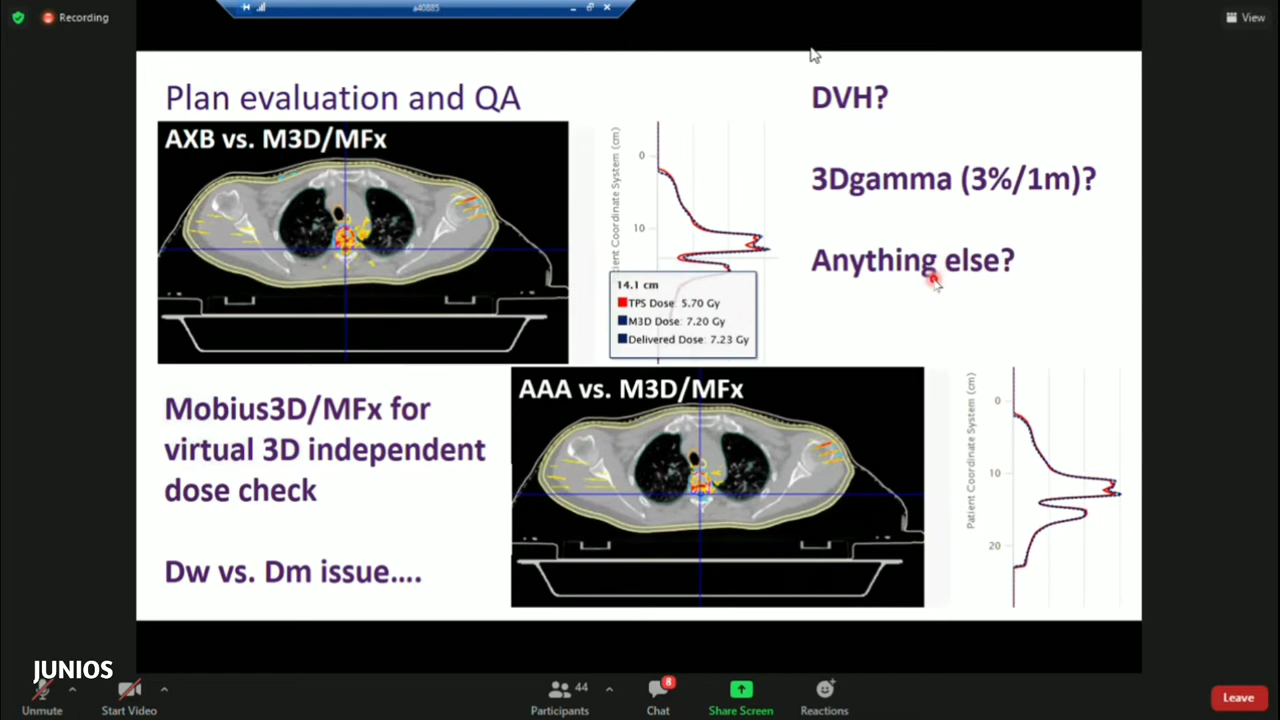 Recording
a40885
View
Plan evaluation and QA
AXB vs. M3D/MFx
Patient Coordinate System (cm)
0
10
14.1 cm
TPS Dose: 5.70 Gy
M3D Dose: 7.20 Gy
Delivered Dose: 7.23 Gy
DVH?
3Dgamma (3%/1m)?
Anything else?
Mobius3D/MFx for
virtual 3D independent
dose check
Dw vs. Dm issue....
AAA vs. M3D/MFx
Patient Coordinate System (cm)
0
10
20
JUNIOS
Unmute
Start Video
44
Participants
8
Chat
Share Screen
Reactions
Leave